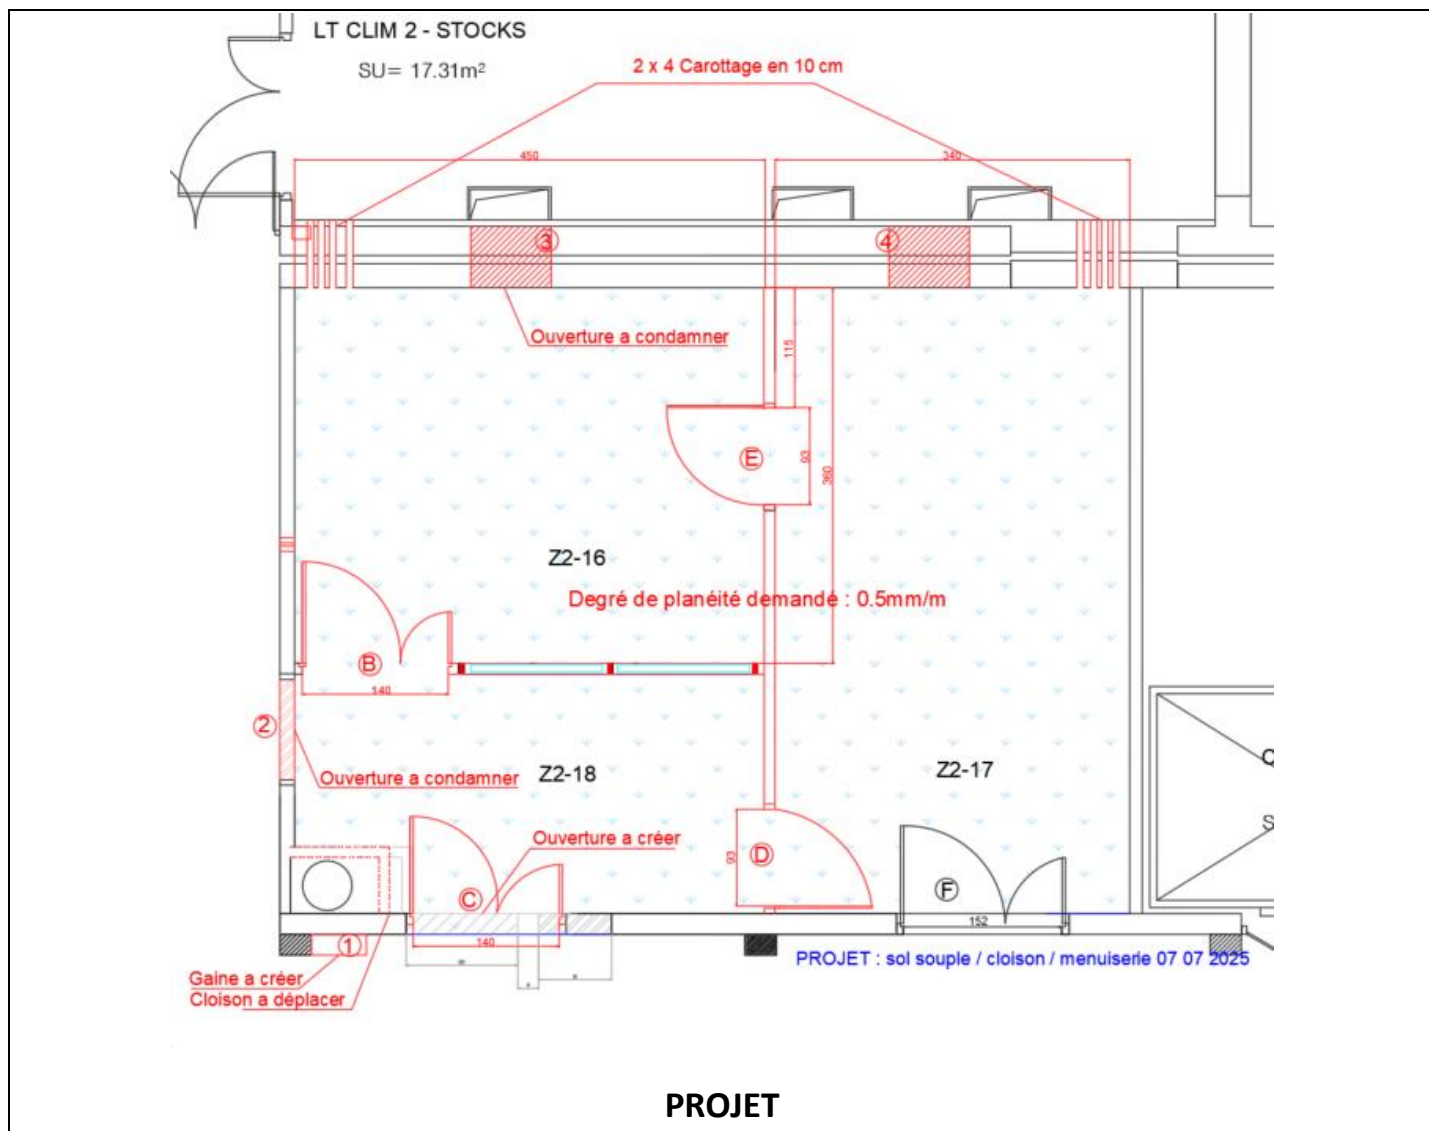 LT CLIM 2 - STOCKS
SU= 17.31m²
2 x 4 Carottage en 10 cm
450
340
3
4
Ouverture a condamner
115
E
93
360
Z2-16
Degré de planéité demandé : 0.5mm/m
B
140
2
Ouverture a condamner
Z2-18
Z2-17
C
S
Ouverture a créer
93
D
C
F
152
1
140
PROJET : sol souple / cloison / menuiserie 07 07 2025
Gaine a créer
Cloison a déplacer
PROJET